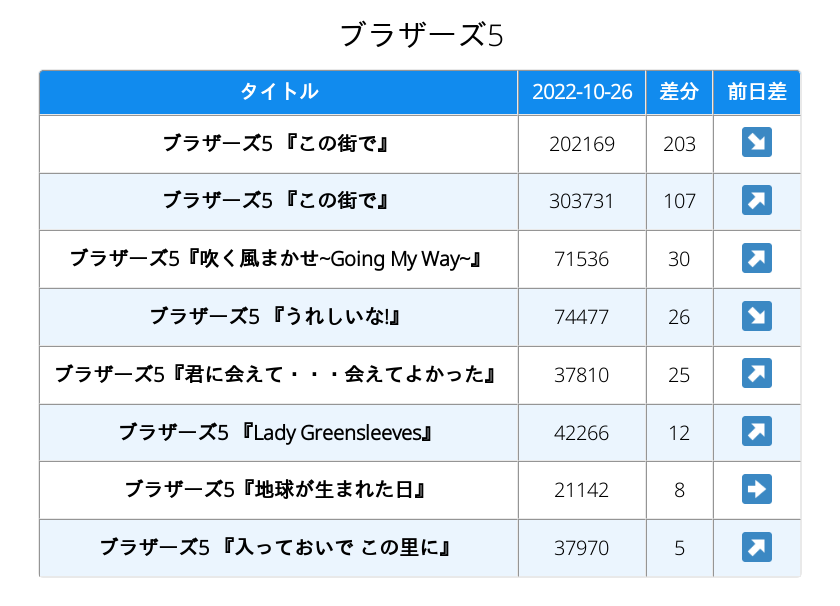 ブラザーズ5
タイトル 2022-10-26 差分 前日差
ブラザーズ5 『この街で』 202169 203 ↘
ブラザーズ5 『この街で』 303731 107 ↗
ブラザーズ5『吹く風まかせ~Going My Way~』 71536 30 ↗
ブラザーズ5 『うれしいな!』 74477 26 ↘
ブラザーズ5『君に会えて・・・会えてよかった』 37810 25 ↗
ブラザーズ5 『Lady Greensleeves』 42266 12 ↗
ブラザーズ5『地球が生まれた日』 21142 8 ➡
ブラザーズ5 『入っておいで この里に』 37970 5 ↗